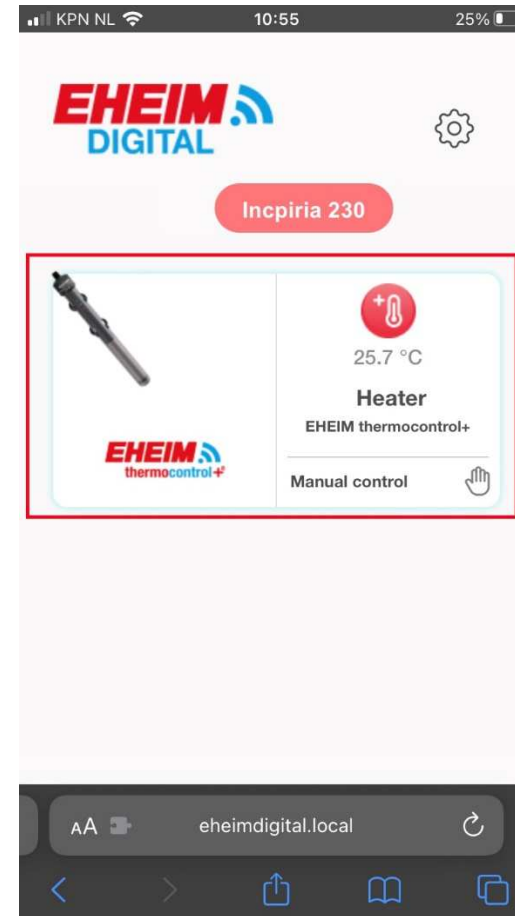 KPN NL 10:55 25%
EHEIM
DIGITAL
Incpiria 230
25.7 °C
Heater
EHEIM thermocontrol+
EHEIM
thermocontrol+e
Manual control
AA eheimdigital.local